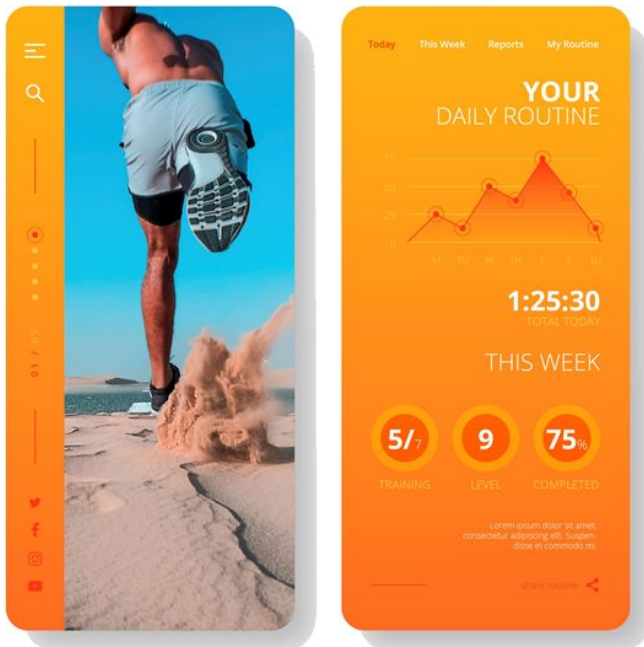 01 / 05
Today This Week Reports My Routine
YOUR
DAILY ROUTINE
75
50
25
0
M TU W TH F S SU
1:25:30
TOTAL TODAY
THIS WEEK
5/7 9 75%
TRAINING LEVEL COMPLETED
Lorem ipsum dolor sit amet,
consectetur adipiscing elit. Suspen-
disse in commodo mi.
share routine